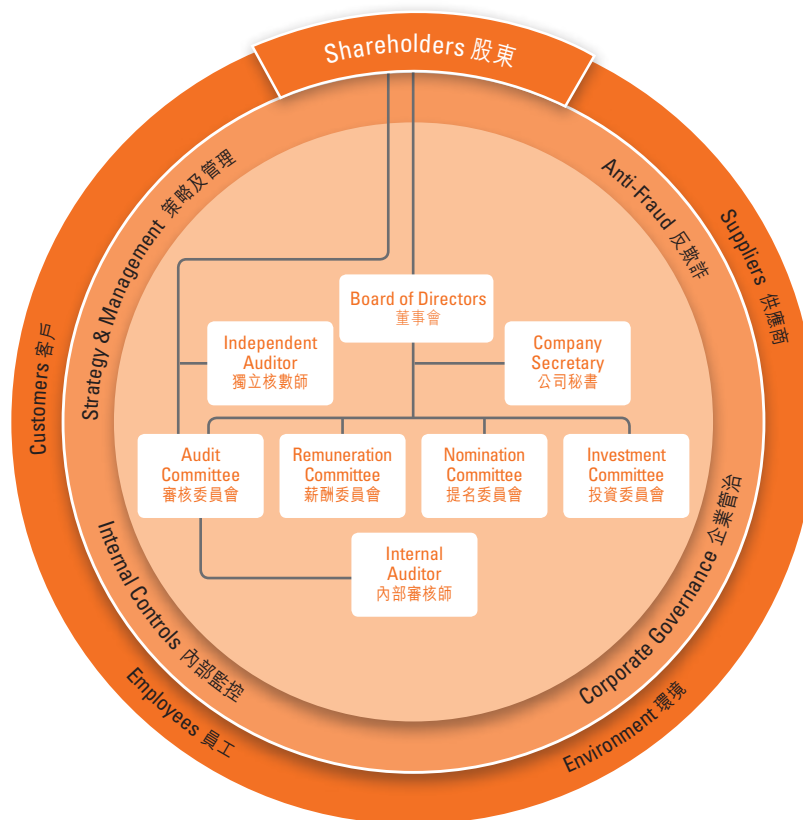 Shareholders 股東
Strategy & Management 策略及管理
Anti-Fraud 反欺詐
Suppliers 供應商
Customers 客戶
Board of Directors
董事會
Independent
Auditor
獨立核數師
Company
Secretary
公司秘書
Audit
Committee
審核委員會
Remuneration
Committee
薪酬委員會
Nomination
Committee
提名委員會
Investment
Committee
投資委員會
Internal
Auditor
內部審核師
Internal Controls 內部監控
Corporate Governance 企業管治
Employees 員工
Environment 環境